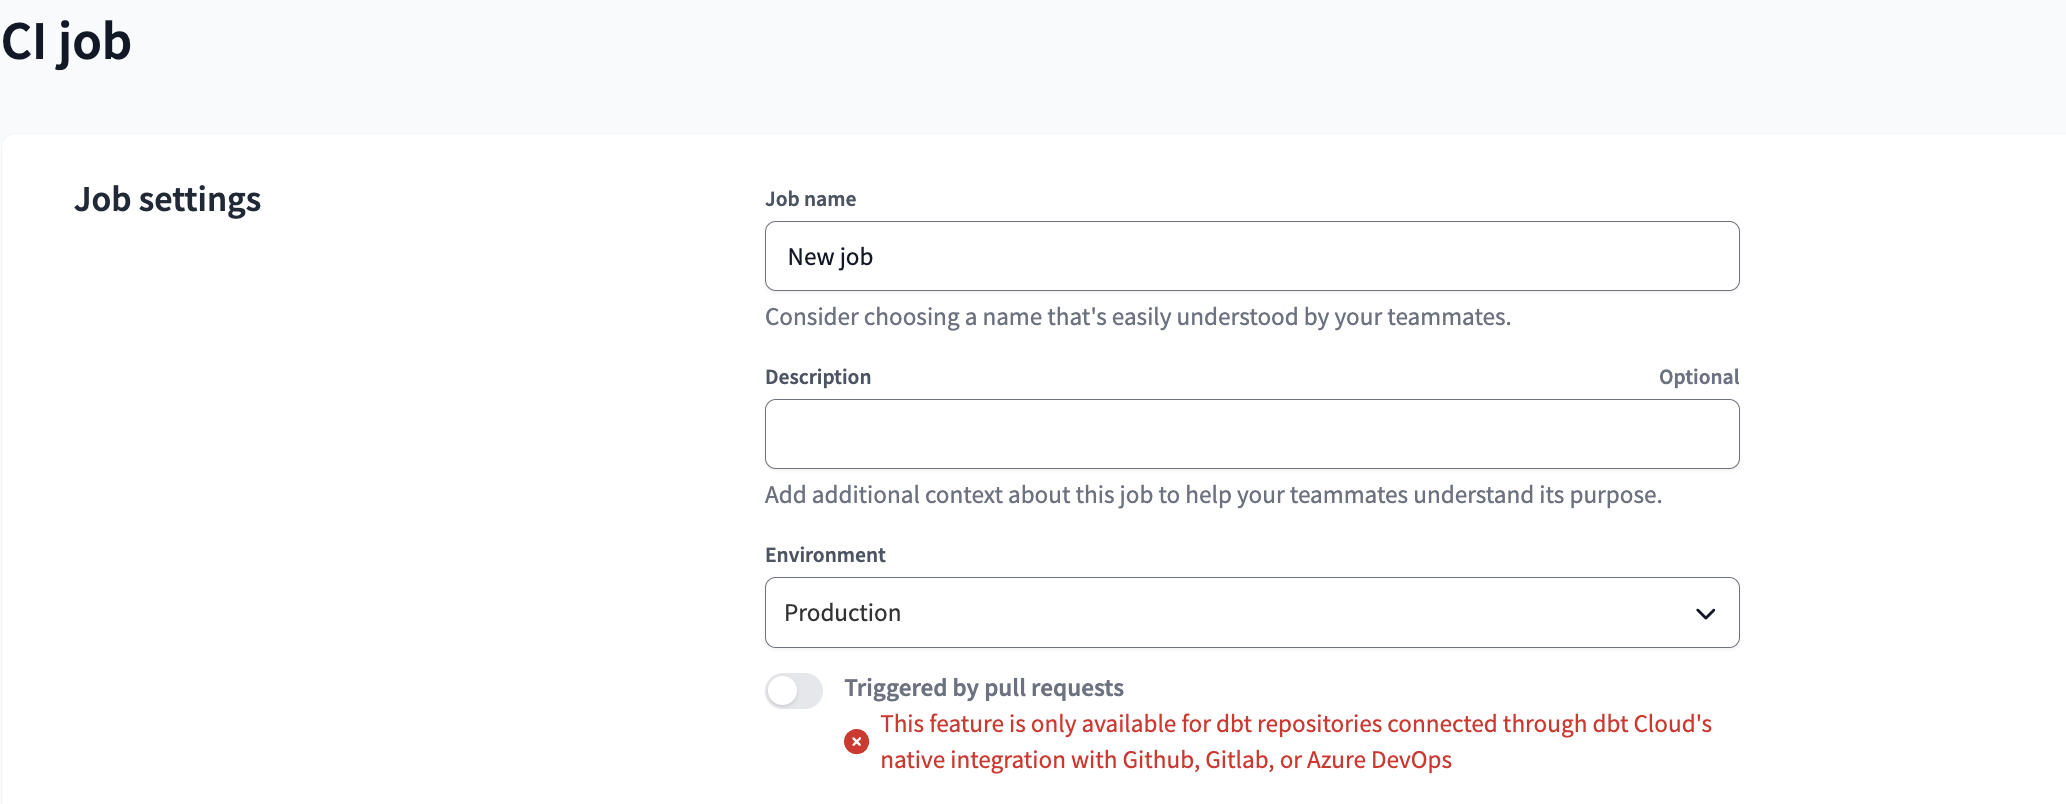 CI job
Job settings
Job name
New job
Consider choosing a name that's easily understood by your teammates.
Description
Optional
Add additional context about this job to help your teammates understand its purpose.
Environment
Production
Triggered by pull requests
This feature is only available for dbt repositories connected through dbt Cloud's
native integration with Github, Gitlab, or Azure DevOps